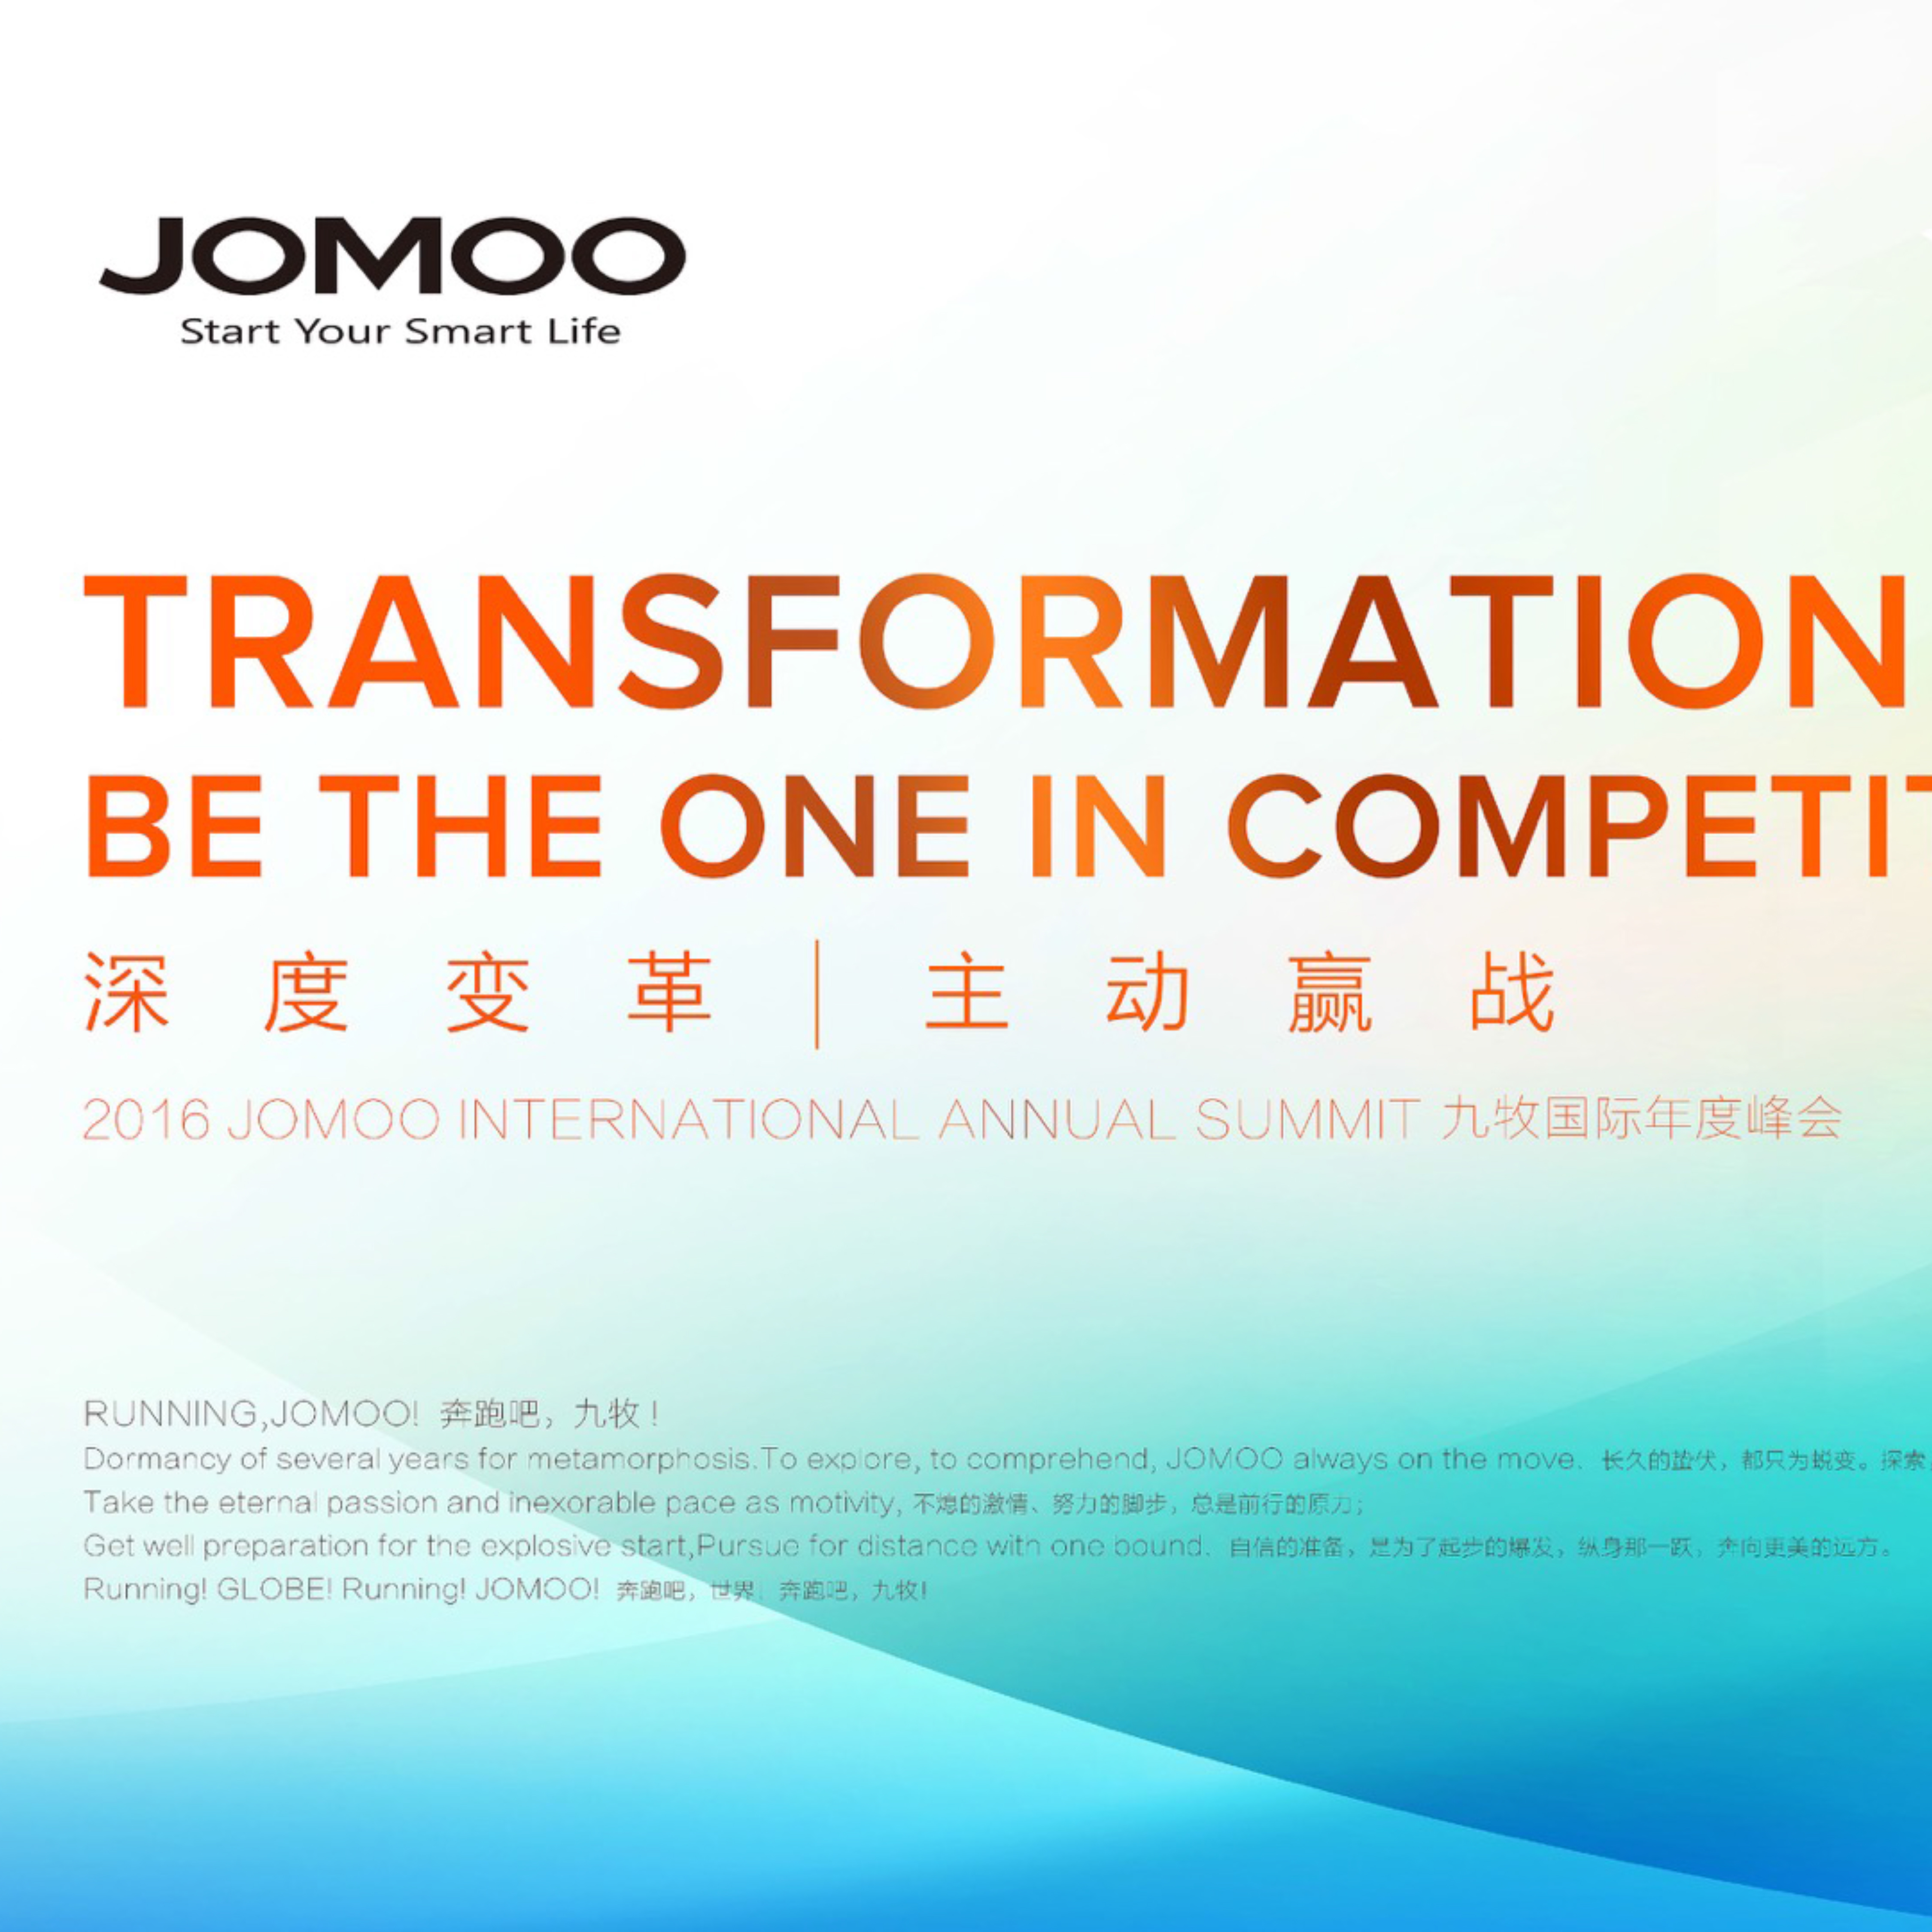 JOMOO
Start Your Smart Life
TRANSFORMATION
BE THE ONE IN COMPETIT
深度变革｜主动赢战
2016 JOMOO INTERNATIONAL ANNUAL SUMMIT 九牧国际年度峰会
RUNNING,JOMOO! 奔跑吧，九牧！
Dormancy of several years for metamorphosis.To explore, to comprehend, JOMOO always on the move. 长久的蛰伏，都只为蜕变。探索
Take the eternal passion and inexorable pace as motivity, 不熄的激情、努力的脚步，总是前行的原力；
Get well preparation for the explosive start,Pursue for distance with one bound. 自信的准备，是为了起步的爆发，纵身那一跃，奔向更美的远方。
Running! GLOBE! Running! JOMOO! 奔跑吧，世界！奔跑吧，九牧!